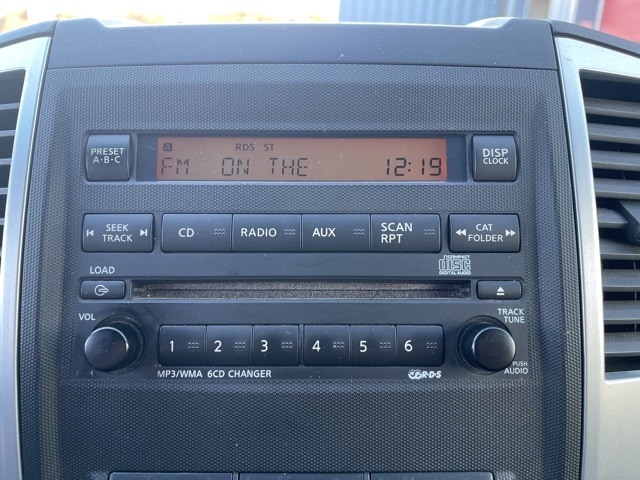 PRESET
A·B·C
A RDS ST
FM ON THE 12:19
DISP
CLOCK
SEEK
TRACK
CD
RADIO
AUX
SCAN
RPT
CAT
FOLDER
LOAD
COMPACT
disc
DIGITAL AUDIO
VOL
TRACK
TUNE
1 2 3 4 5 6
PUSH
AUDIO
MP3/WMA 6CD CHANGER
R·D·S